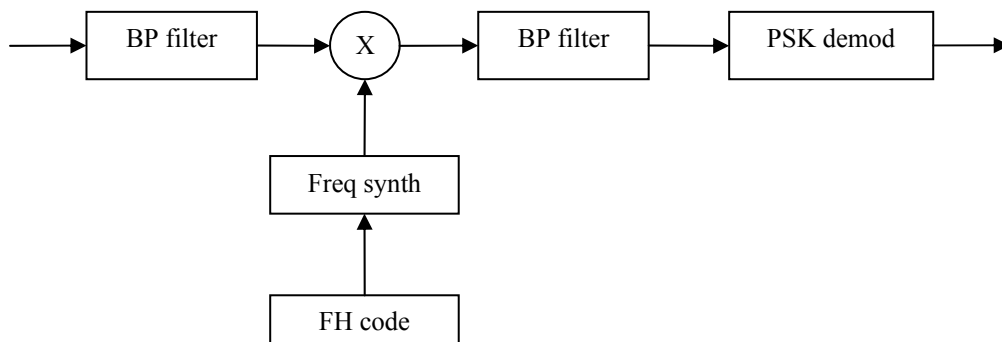 BP filter
X
BP filter
PSK demod
Freq synth
FH code